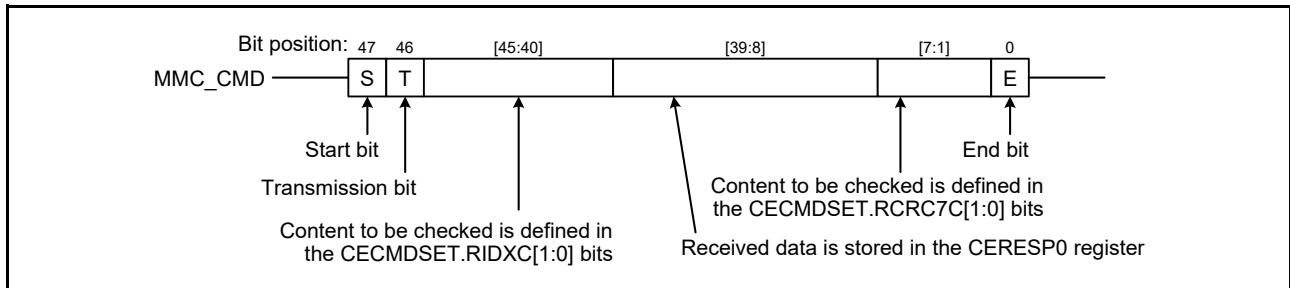 Bit position: 47 46 [45:40] [39:8] [7:1] 0
MMC_CMD S T E
Start bit
End bit
Transmission bit
Content to be checked is defined in
the CECMDSET.RCRC7C[1:0] bits
Content to be checked is defined in
the CECMDSET.RIDXC[1:0] bits
Received data is stored in the CERESP0 register